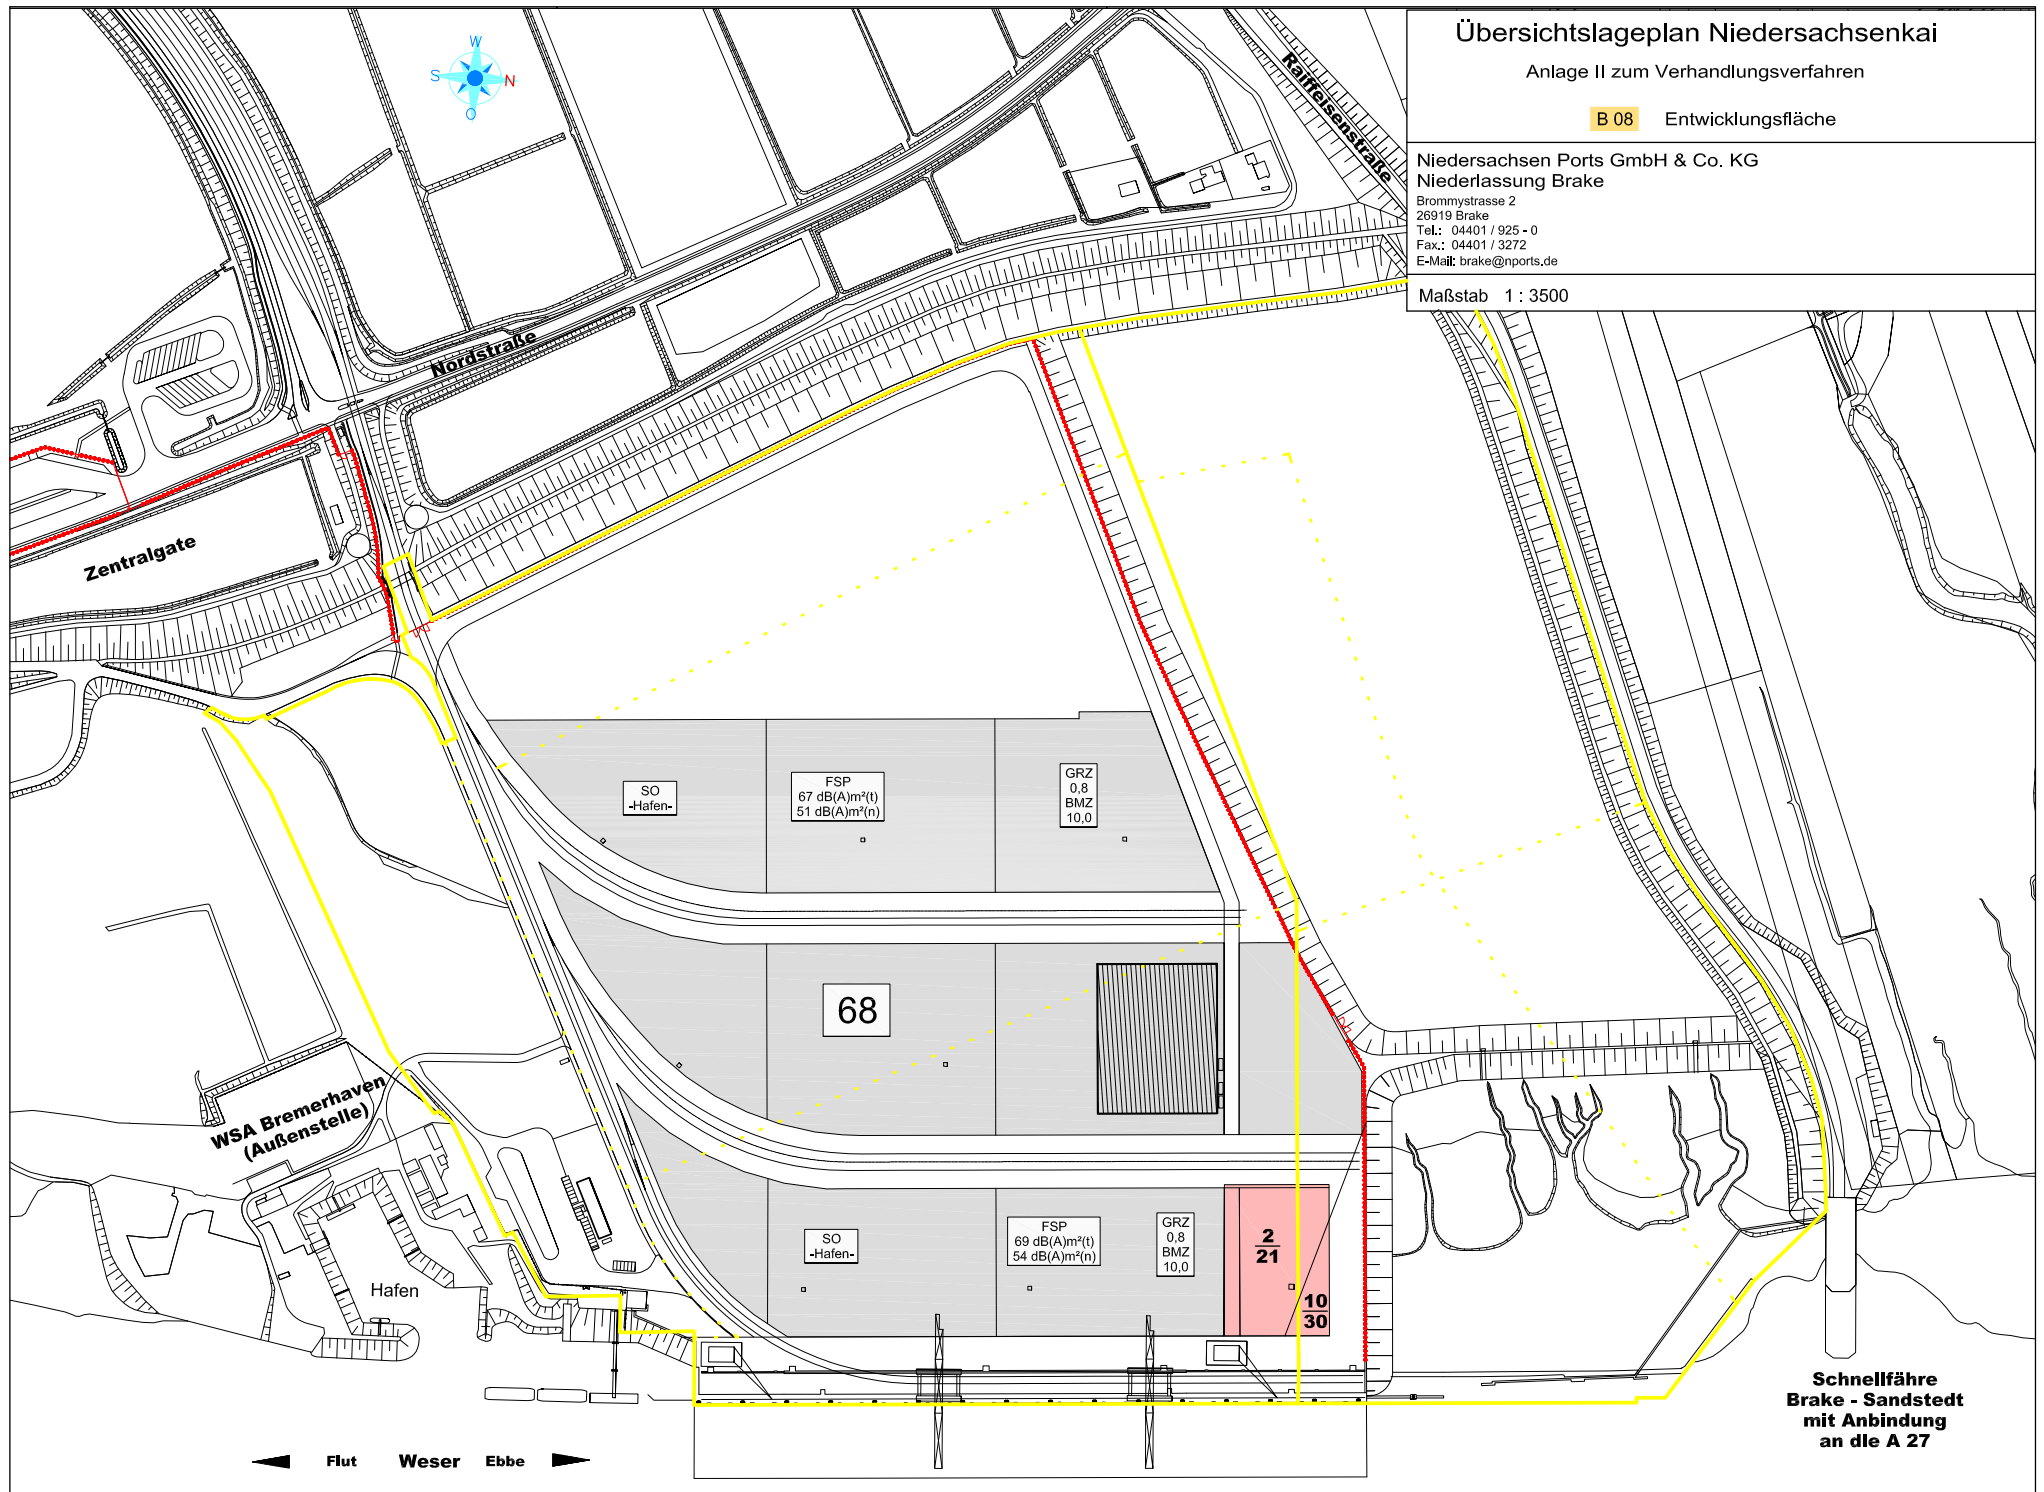 Übersichtslageplan Niedersachsenkai
Anlage II zum Verhandlungsverfahren
B 08 Entwicklungsfläche
Niedersachsen Ports GmbH & Co. KG
Niederlassung Brake
Brommystrasse 2
26919 Brake
Tel.: 04401 / 925 - 0
Fax.: 04401 / 3272
E-Mail: brake@nports.de
Maßstab 1 : 3500
W
S
N
O
Raiffeisenstraße
Nordstraße
Zentralgate
SO
-Hafen-
FSP
67 dB(A)m²(t)
51 dB(A)m²(n)
GRZ
0,8
BMZ
10,0
68
WSA Bremerhaven
(Außenstelle)
Hafen
SO
-Hafen-
FSP
69 dB(A)m²(t)
54 dB(A)m²(n)
GRZ
0,8
BMZ
10,0
2
21
10
30
Schnellfähre
Brake - Sandstedt
mit Anbindung
an die A 27
Flut Weser Ebbe